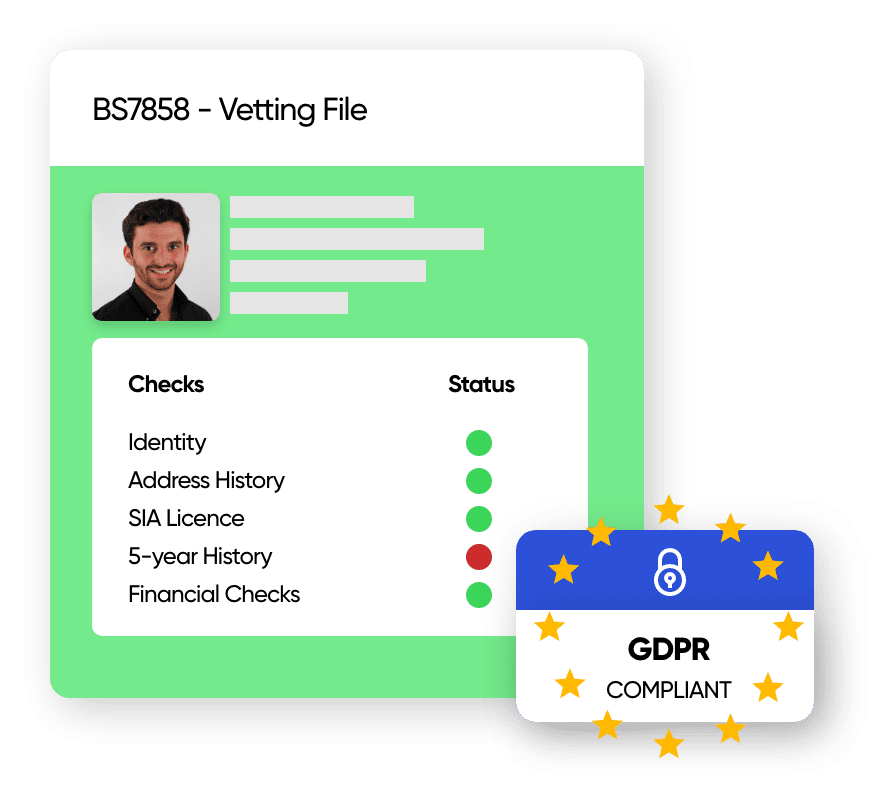 BS7858 - Vetting File
Checks Status
Identity
Address History
SIA Licence
5-year History
Financial Checks
GDPR
COMPLIANT